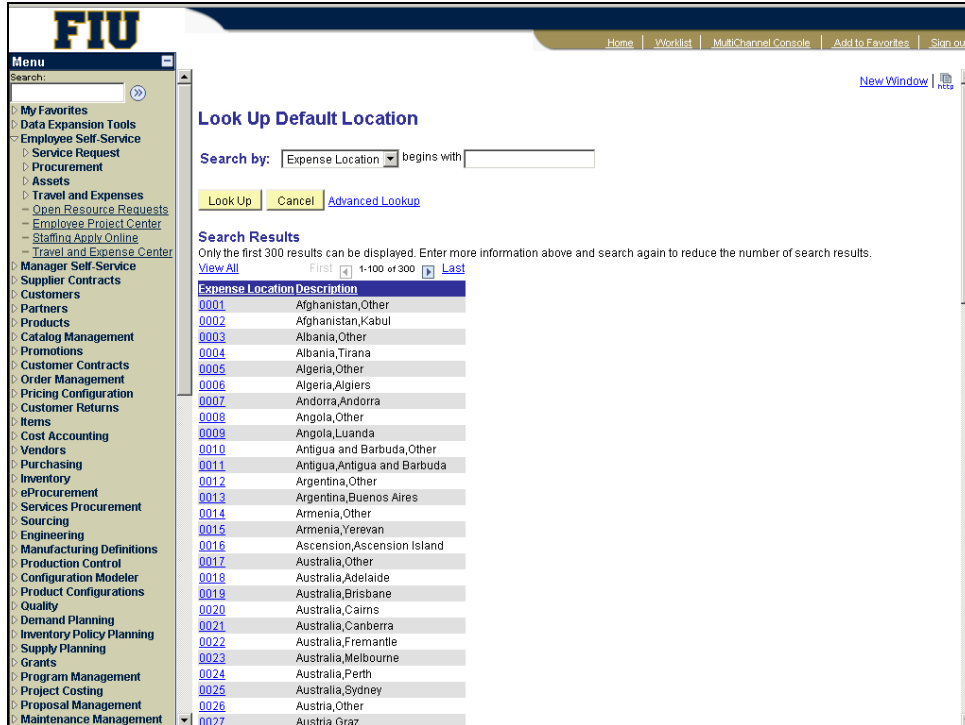 FIU
Home | Worklist | MultiChannel Console | Add to Favorites | Sign ou
Menu
Search:
My Favorites
Data Expansion Tools
Employee Self-Service
Service Request
Procurement
Assets
Travel and Expenses
– Open Resource Requests
– Employee Project Center
– Staffing Apply Online
– Travel and Expense Center
Manager Self-Service
Supplier Contracts
Customers
Partners
Products
Catalog Management
Promotions
Customer Contracts
Order Management
Pricing Configuration
Customer Returns
Items
Cost Accounting
Vendors
Purchasing
Inventory
eProcurement
Services Procurement
Sourcing
Engineering
Manufacturing Definitions
Production Control
Configuration Modeler
Product Configurations
Quality
Demand Planning
Inventory Policy Planning
Supply Planning
Grants
Program Management
Project Costing
Proposal Management
Maintenance Management
New Window | http
Look Up Default Location
Search by: Expense Location begins with
Look Up Cancel Advanced Lookup
Search Results
Only the first 300 results can be displayed. Enter more information above and search again to reduce the number of search results.
View All First 1-100 of 300 Last
Expense Location Description
0001 Afghanistan,Other
0002 Afghanistan,Kabul
0003 Albania,Other
0004 Albania,Tirana
0005 Algeria,Other
0006 Algeria,Algiers
0007 Andorra,Andorra
0008 Angola,Other
0009 Angola,Luanda
0010 Antigua and Barbuda,Other
0011 Antigua,Antigua and Barbuda
0012 Argentina,Other
0013 Argentina,Buenos Aires
0014 Armenia,Other
0015 Armenia,Yerevan
0016 Ascension,Ascension Island
0017 Australia,Other
0018 Australia,Adelaide
0019 Australia,Brisbane
0020 Australia,Cairns
0021 Australia,Canberra
0022 Australia,Fremantle
0023 Australia,Melbourne
0024 Australia,Perth
0025 Australia,Sydney
0026 Austria,Other
0027 Austria,Graz